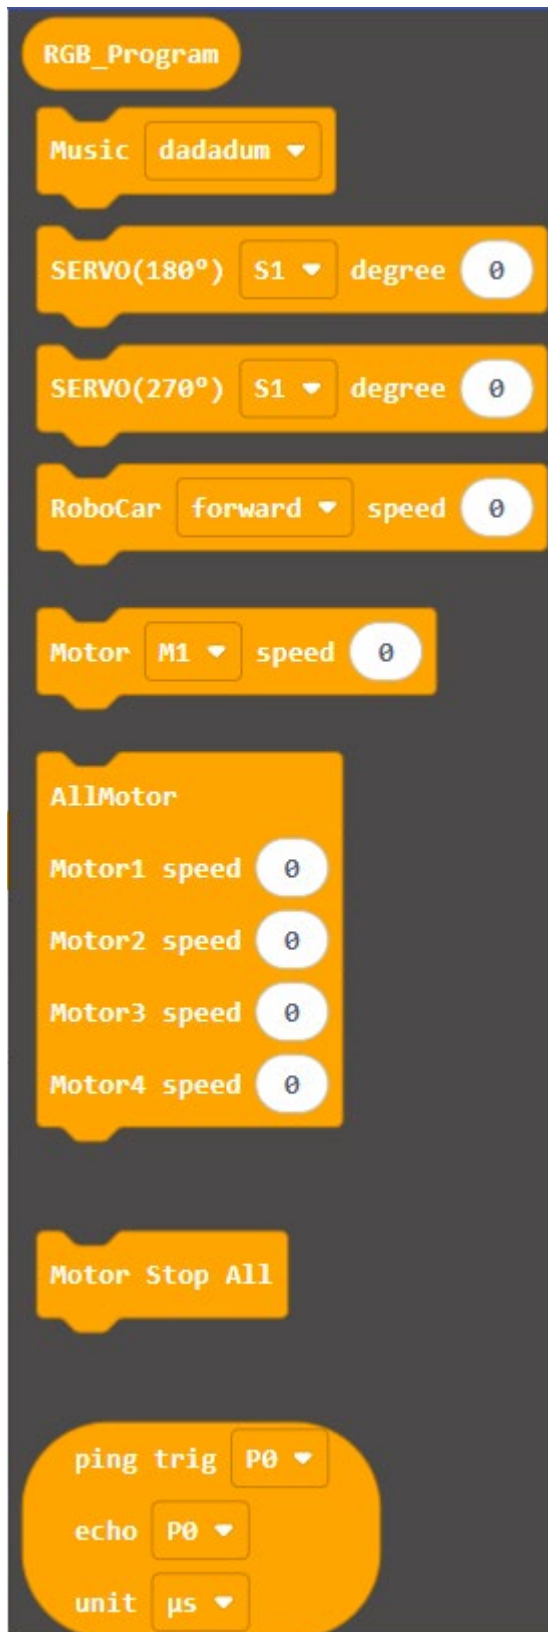 RGB_Program
Music dadadum
SERVO(180º) S1 degree 0
SERVO(270º) S1 degree 0
RoboCar forward speed 0
Motor M1 speed 0
AllMotor
Motor1 speed 0
Motor2 speed 0
Motor3 speed 0
Motor4 speed 0
Motor Stop All
ping trig P0
echo P0
unit µs